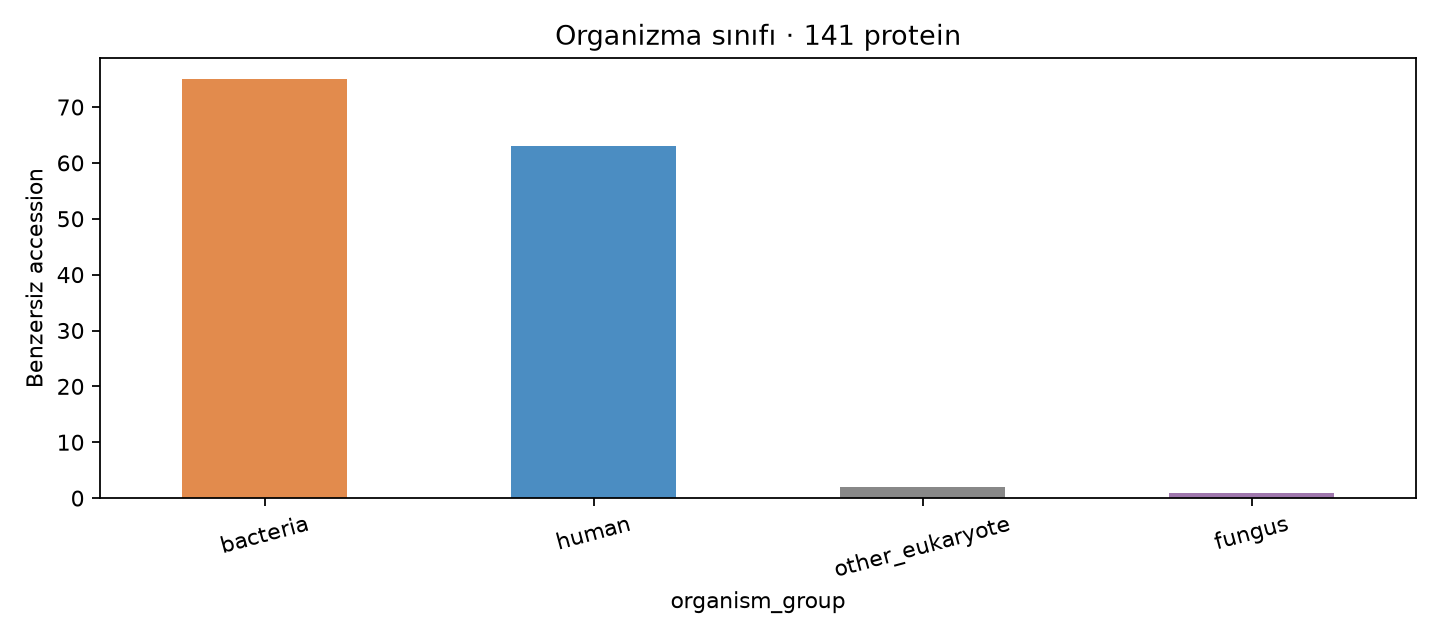 Organizma sınıfı · 141 protein
Benzersiz accession
70
60
50
40
30
20
10
0
bacteria
human
other_eukaryote
fungus
organism_group